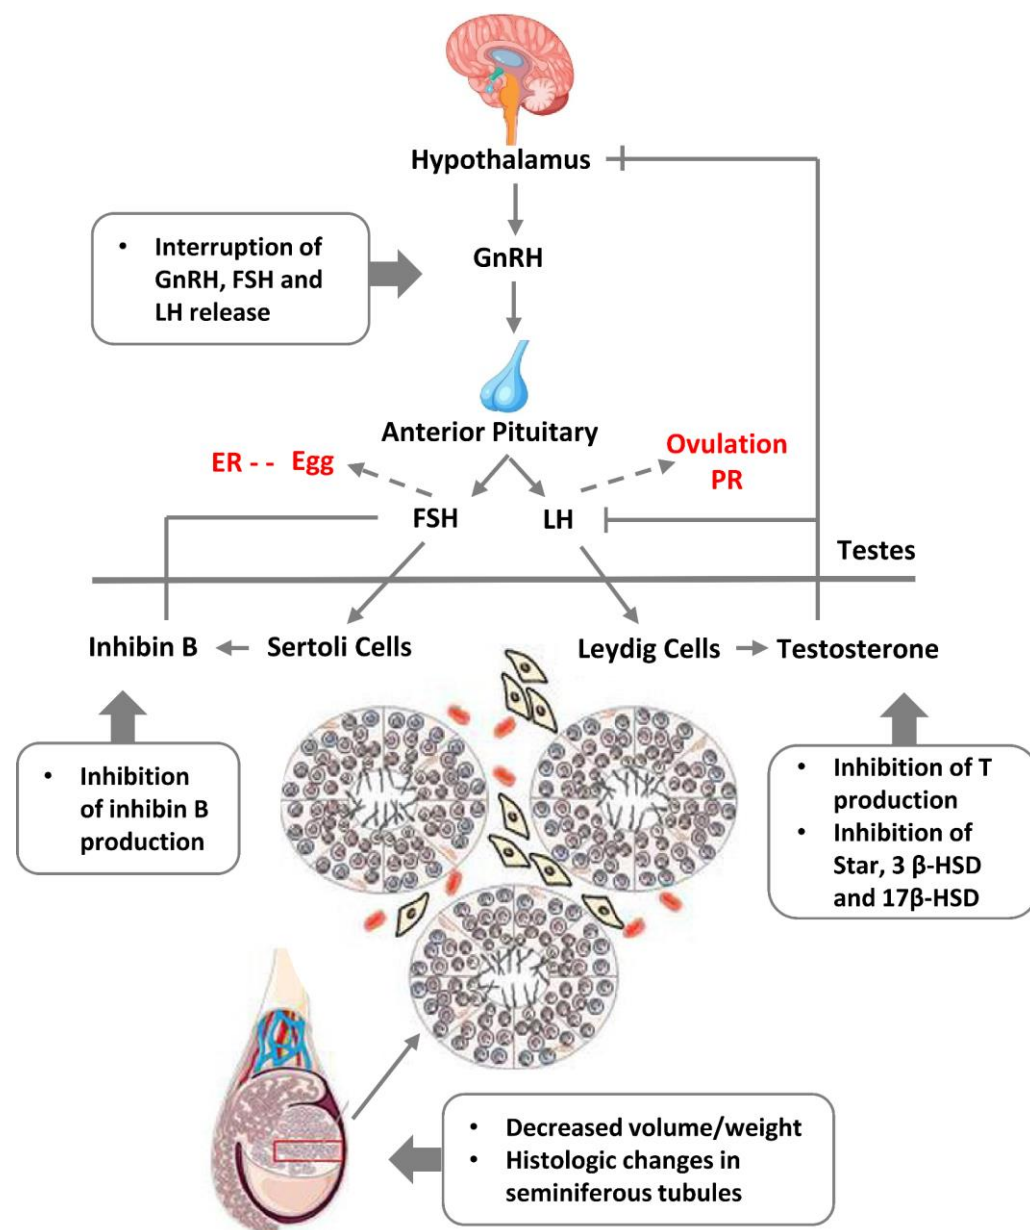 Hypothalamus
• Interruption of
GnRH, FSH and
LH release
GnRH
Anterior Pituitary
ER - - Egg
Ovulation
PR
FSH
LH
Testes
Inhibin B
Sertoli Cells
Leydig Cells
Testosterone
• Inhibition
of inhibin B
production
• Inhibition of T
production
• Inhibition of
Star, 3 β-HSD
and 17β-HSD
• Decreased volume/weight
• Histologic changes in
seminiferous tubules